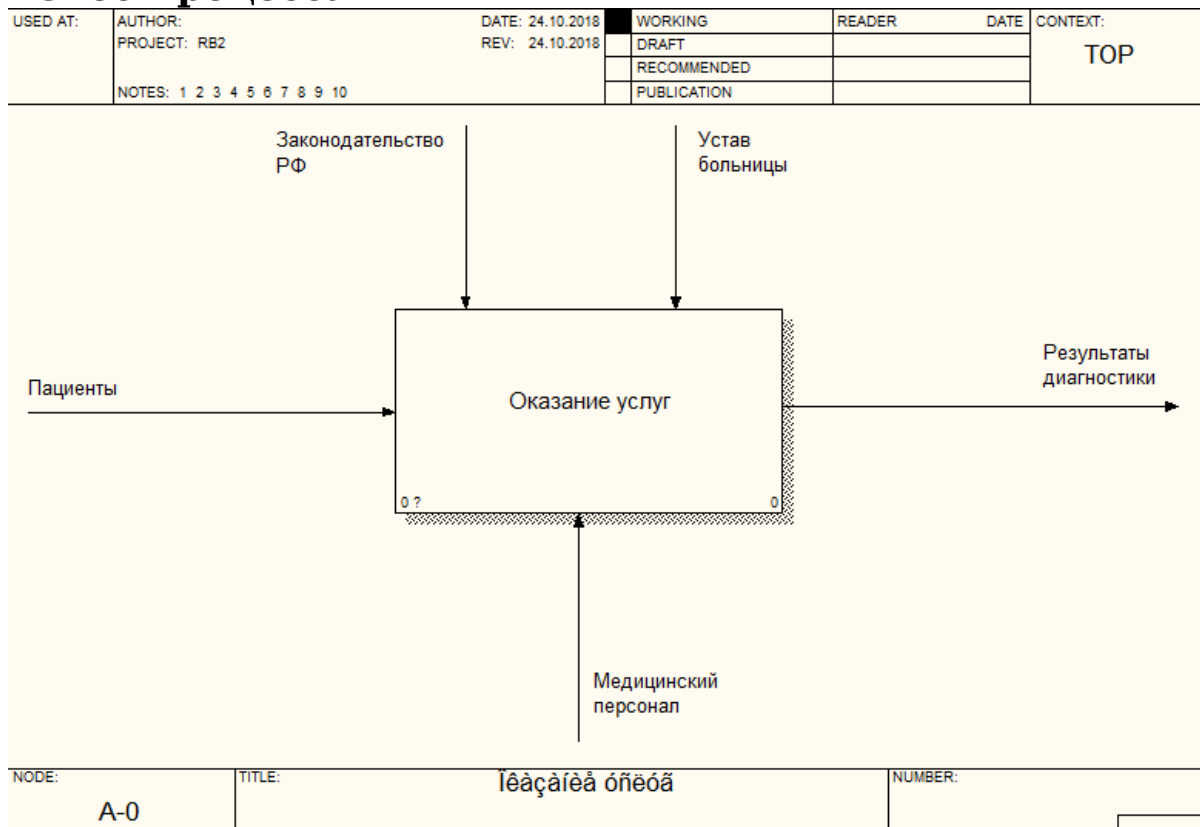 USED AT:
AUTHOR:
DATE: 24.10.2018
WORKING
READER
DATE
CONTEXT:
PROJECT: RB2
REV: 24.10.2018
DRAFT
TOP
RECOMMENDED
NOTES: 1 2 3 4 5 6 7 8 9 10
PUBLICATION
Законодательство
РФ
Устав
больницы
Пациенты
Оказание услуг
Результаты
диагностики
0 ?
0
Медицинский
персонал
NODE:
TITLE:
Ïêàçàíèå óñëóã
NUMBER:
A-0